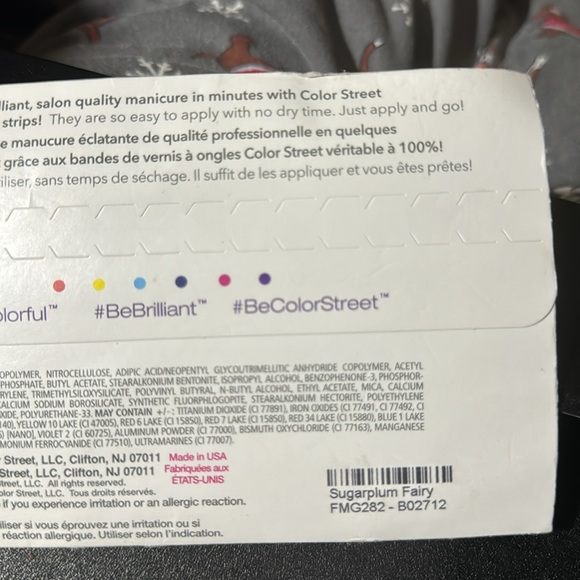 lliant, salon quality manicure in minutes with Color Street
strips! They are so easy to apply with no dry time. Just apply and go!
e manucure éclatante de qualité professionnelle en quelques
grâce aux bandes de vernis à ongles Color Street véritable à 100%!
iliser, sans temps de séchage. Il suffit de les appliquer et vous êtes prêtes!
olorful™ #BeBrilliant™ #BeColorStreet™
OPOLYMER, NITROCELLULOSE, ADIPIC ACID/NEOPENTYL GLYCOL/TRIMELLITIC ANHYDRIDE COPOLYMER, ACETYL
PHOSPHATE, BUTYL ACETATE, STEARALKONIUM BENTONITE, ISOPROPYL ALCOHOL, BENZOPHENONE-3, PHOSPHOR-
RYLENE, TRIMETHYLSILOXYSILICATE, POLYVINYL BUTYRAL, N-BUTYL ALCOHOL, ETHYL ACETATE, MICA, CALCIUM
ALCIUM SODIUM BOROSILICATE, SYNTHETIC FLUORPHLOGOPITE, STEARALKONIUM HECTORITE, POLYETHYLENE
XIDE, POLYURETHANE-33. MAY CONTAIN +/-: TITANIUM DIOXIDE (CI 77891), IRON OXIDES (CI 77491, CI 77492, CI
140), YELLOW 10 LAKE (CI 47005), RED 6 LAKE (CI 15850), RED 7 LAKE (CI 15850), RED 34 LAKE (CI 15880), BLUE 1 LAKE
) [NANO], VIOLET 2 (CI 60725), ALUMINUM POWDER (CI 77000), BISMUTH OXYCHLORIDE (CI 77163), MANGANESE
MONIUM FERROCYANIDE (CI 77510), ULTRAMARINES (CI 77007).
Street, LLC, Clifton, NJ 07011 Made in USA
Street, LLC, Clifton, NJ 07011 Fabriquées aux
ÉTATS-UNIS
treet, LLC. All rights reserved.
olor Street, LLC. Tous droits réservés.
if you experience irritation or an allergic reaction.
iliser si vous éprouvez une irritation ou si
réaction allergique. Utiliser selon l'indication.
Sugarplum Fairy
FMG282 - B02712